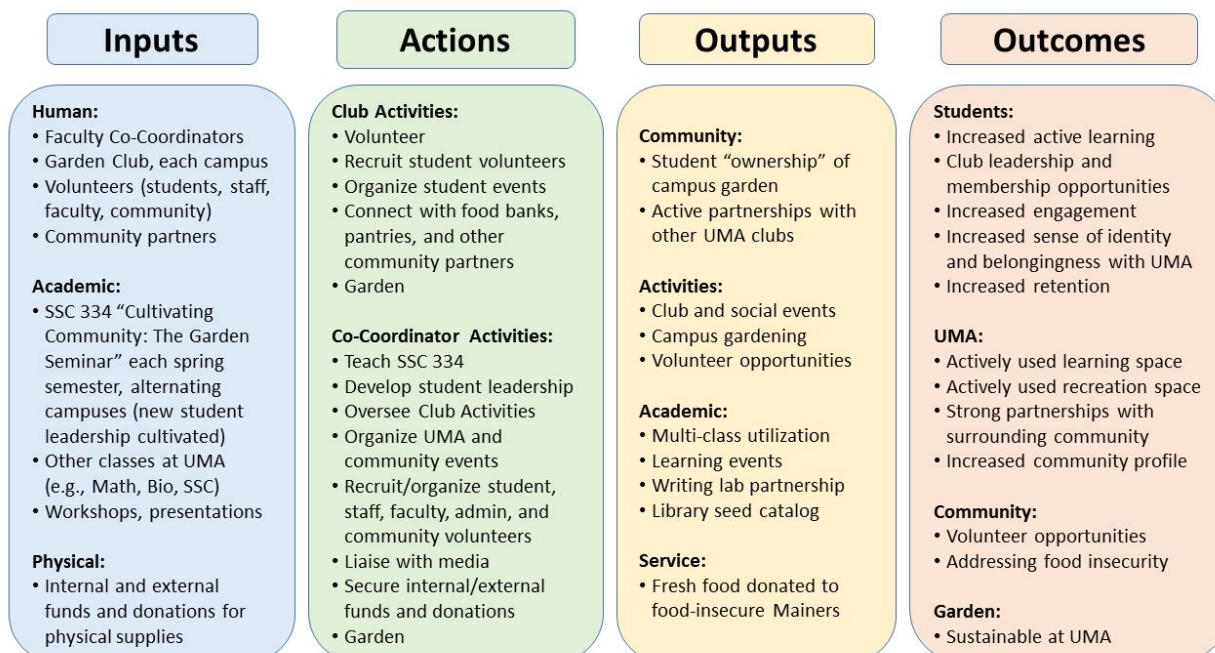 Inputs
Human:
• Faculty Co-Coordinators
• Garden Club, each campus
• Volunteers (students, staff,
faculty, community)
• Community partners
Academic:
• SSC 334 “Cultivating
Community: The Garden
Seminar” each spring
semester, alternating
campuses (new student
leadership cultivated)
• Other classes at UMA
(e.g., Math, Bio, SSC)
• Workshops, presentations
Physical:
• Internal and external
funds and donations for
physical supplies
Actions
Club Activities:
• Volunteer
• Recruit student volunteers
• Organize student events
• Connect with food banks,
pantries, and other
community partners
• Garden
Co-Coordinator Activities:
• Teach SSC 334
• Develop student leadership
• Oversee Club Activities
• Organize UMA and
community events
• Recruit/organize student,
staff, faculty, admin, and
community volunteers
• Liaise with media
• Secure internal/external
funds and donations
• Garden
Outputs
Community:
• Student “ownership” of
campus garden
• Active partnerships with
other UMA clubs
Activities:
• Club and social events
• Campus gardening
• Volunteer opportunities
Academic:
• Multi-class utilization
• Learning events
• Writing lab partnership
• Library seed catalog
Service:
• Fresh food donated to
food-insecure Mainers
Outcomes
Students:
• Increased active learning
• Club leadership and
membership opportunities
• Increased engagement
• Increased sense of identity
and belongingness with UMA
• Increased retention
UMA:
• Actively used learning space
• Actively used recreation space
• Strong partnerships with
surrounding community
• Increased community profile
Community:
• Volunteer opportunities
• Addressing food insecurity
Garden:
• Sustainable at UMA